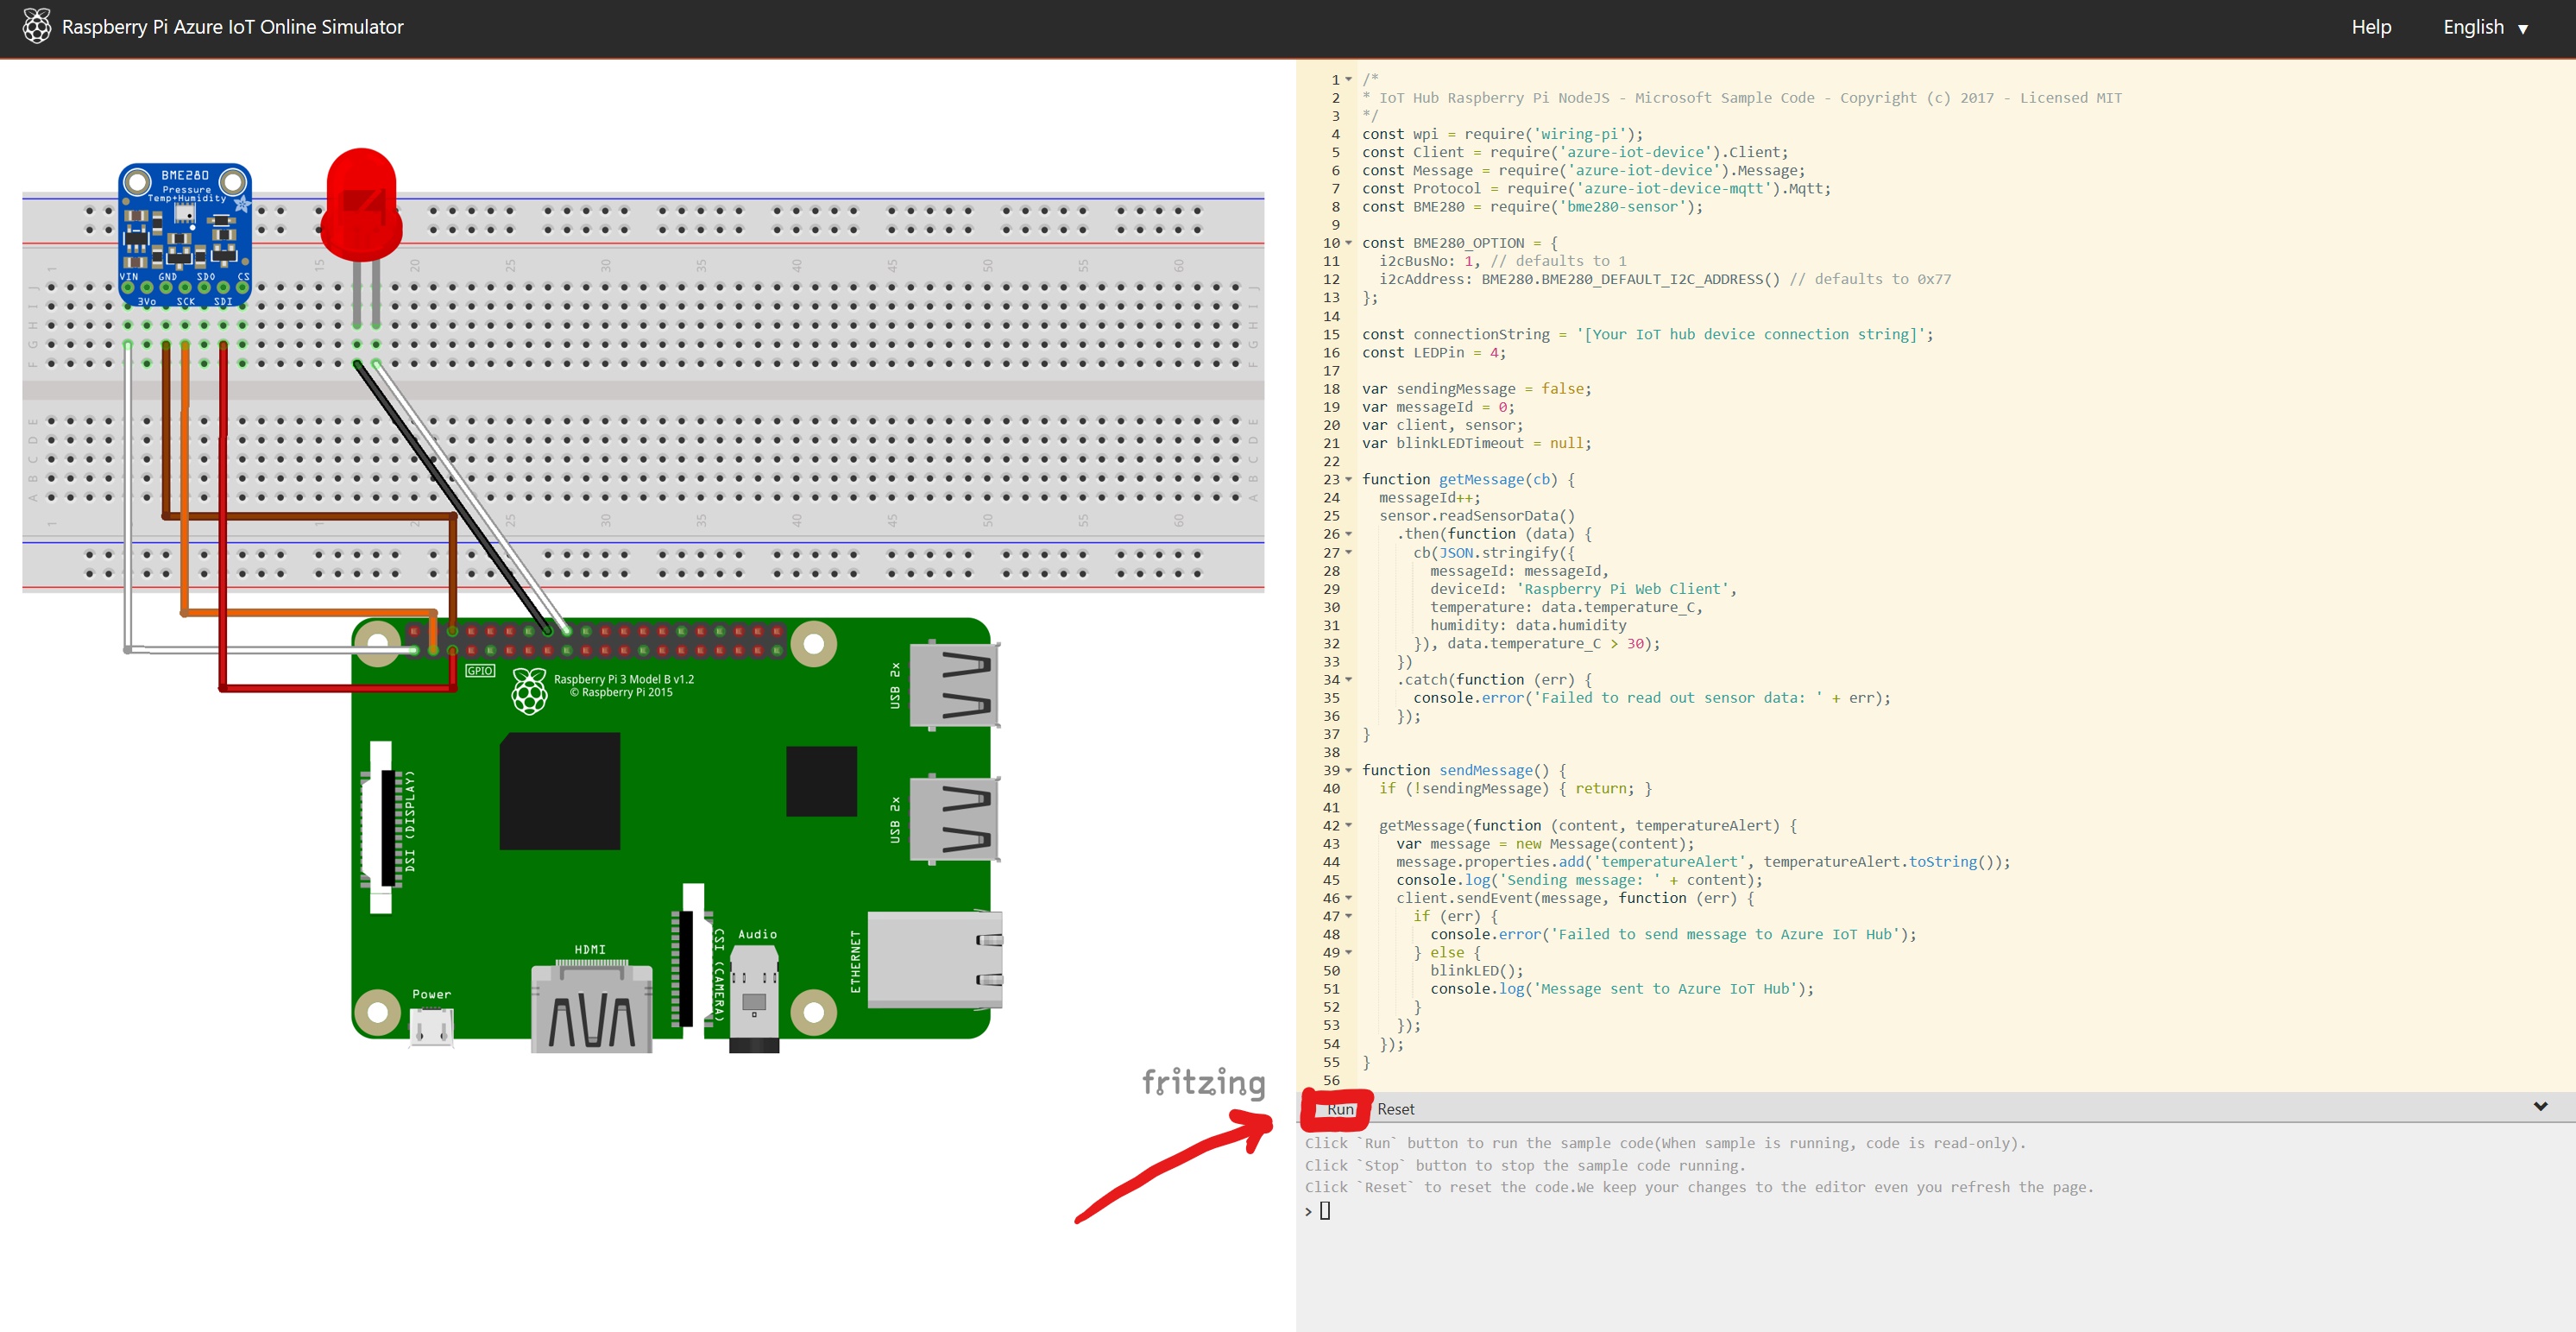 Raspberry Pi Azure IoT Online Simulator
Help English ▼
BME280
Pressure
Temp+Humidity
VIN GND SDO CS
3Vo SCK SDI
1 15 20 25 30 35 40 45 50 55 60
J I H G F
J I H G F
E D C B A
E D C B A
1 1 2 25 30 35 40 45 50 55 60
GPIO
Raspberry Pi 3 Model B v1.2
© Raspberry Pi 2015
USB 2x
USB 2x
DSI (DISPLAY)
CSI (CAMERA)
Audio
HDMI
ETHERNET
Power
fritzing
1 /*
2 * IoT Hub Raspberry Pi NodeJS - Microsoft Sample Code - Copyright (c) 2017 - Licensed MIT
3 */
4 const wpi = require('wiring-pi');
5 const Client = require('azure-iot-device').Client;
6 const Message = require('azure-iot-device').Message;
7 const Protocol = require('azure-iot-device-mqtt').Mqtt;
8 const BME280 = require('bme280-sensor');
9
10 const BME280_OPTION = {
11 i2cBusNo: 1, // defaults to 1
12 i2cAddress: BME280.BME280_DEFAULT_I2C_ADDRESS() // defaults to 0x77
13 };
14
15 const connectionString = '[Your IoT hub device connection string]';
16 const LEDPin = 4;
17
18 var sendingMessage = false;
19 var messageId = 0;
20 var client, sensor;
21 var blinkLEDTimeout = null;
22
23 function getMessage(cb) {
24 messageId++;
25 sensor.readSensorData()
26 .then(function (data) {
27 cb(JSON.stringify({
28 messageId: messageId,
29 deviceId: 'Raspberry Pi Web Client',
30 temperature: data.temperature_C,
31 humidity: data.humidity
32 }), data.temperature_C > 30);
33 })
34 .catch(function (err) {
35 console.error('Failed to read out sensor data: ' + err);
36 });
37 }
38
39 function sendMessage() {
40 if (!sendingMessage) { return; }
41
42 getMessage(function (content, temperatureAlert) {
43 var message = new Message(content);
44 message.properties.add('temperatureAlert', temperatureAlert.toString());
45 console.log('Sending message: ' + content);
46 client.sendEvent(message, function (err) {
47 if (err) {
48 console.error('Failed to send message to Azure IoT Hub');
49 } else {
50 blinkLED();
51 console.log('Message sent to Azure IoT Hub');
52 }
53 });
54 });
55 }
56
Run Reset
Click `Run` button to run the sample code(When sample is running, code is read-only).
Click `Stop` button to stop the sample code running.
Click `Reset` to reset the code.We keep your changes to the editor even you refresh the page.
>